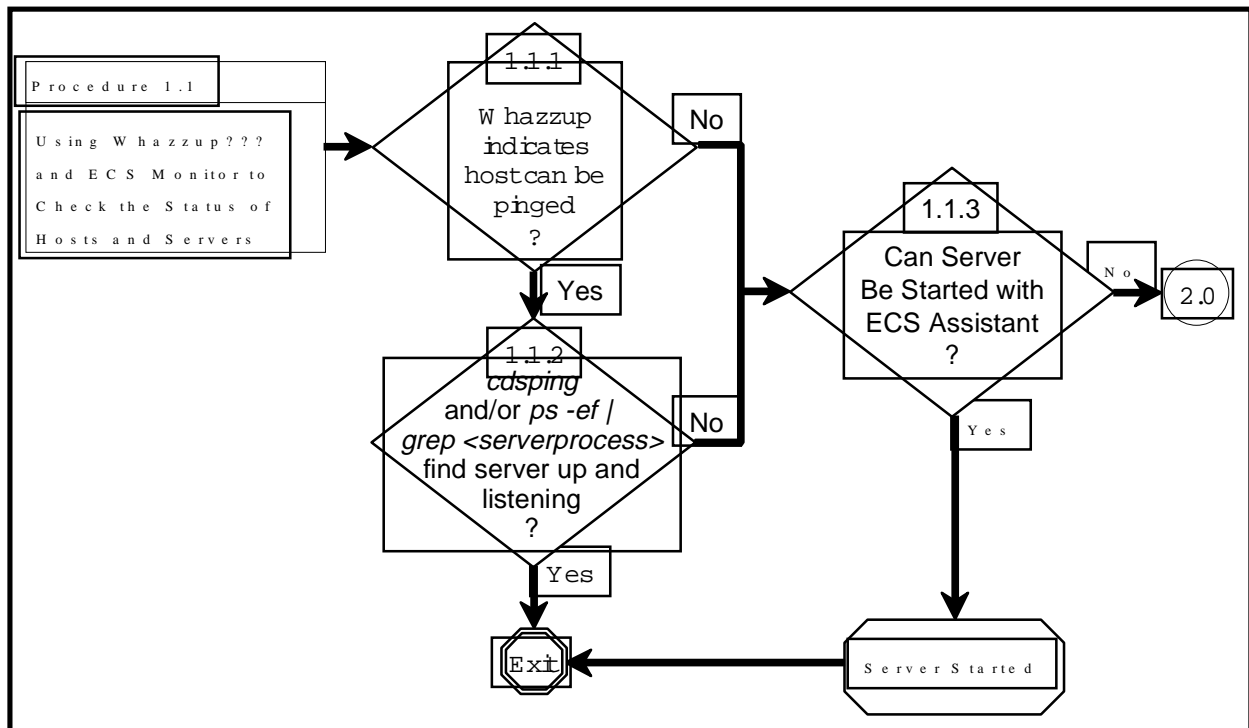 Procedure 1.1
Using Whazzup???
and ECS Monitor to
Check the Status of
Hosts and Servers
1.1.1
Whazzup
indicates
host can be
pinged
?
No
Yes
1.1.2
cdsping
and/or ps -ef |
grep <serverprocess>
find server up and
listening
?
No
Yes
Exit
1.1.3
Can Server
Be Started with
ECS Assistant
?
No
2.0
Yes
Server Started